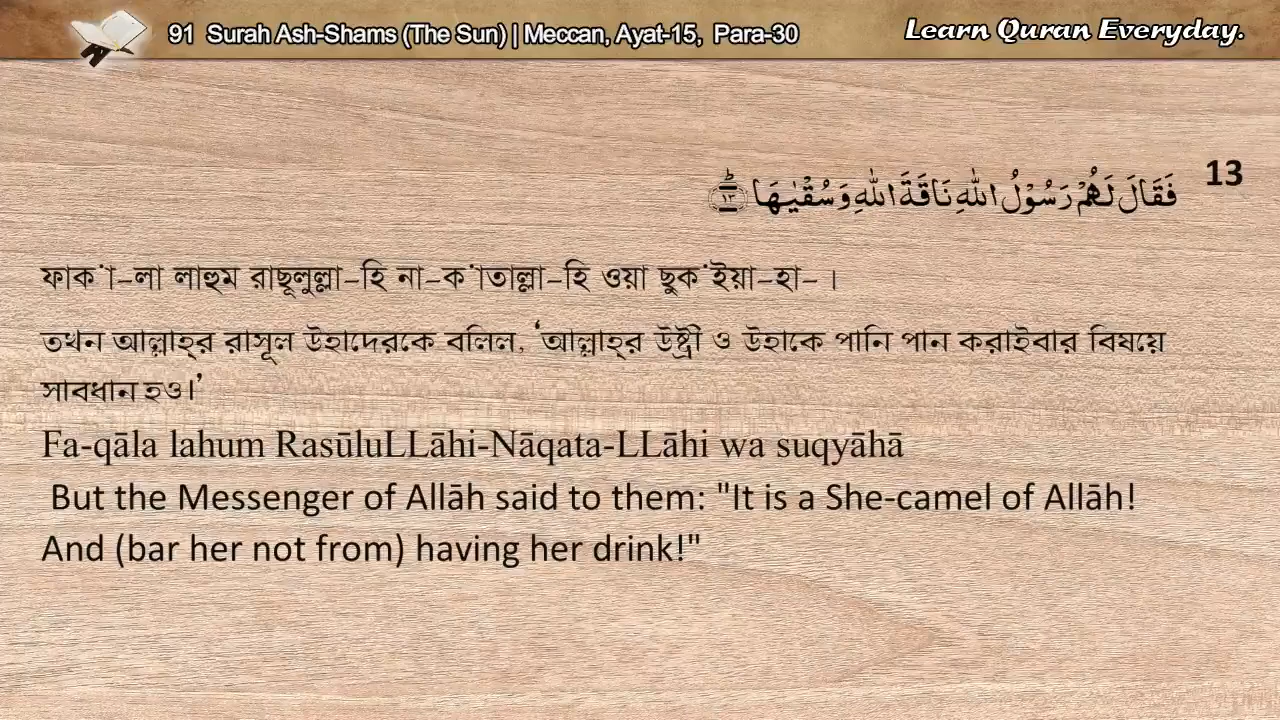 91 Surah Ash-Shams (The Sun) | Meccan, Ayat-15, Para-30
Learn Quran Everyday.
13
فَقَالَ لَهُمْ رَسُوْلُ اللّٰهِ نَاقَةَ اللّٰهِ وَسُقْيٰهَا ؕ ﴿١٣﴾
ফাক'া-লা লাহুম রাছূলুল্লা-হি না-ক'াতাল্লা-হি ওয়া ছুক'ইয়া-হা- ।
তখন আল্লাহ্‌র রাসূল উহাদেরকে বলিল, ‘আল্লাহ্‌র উষ্ট্রী ও উহাকে পানি পান করাইবার বিষয়ে
সাবধান হও।’
Fa-qāla lahum RasūluLLāhi-Nāqata-LLāhi wa suqyāhā
But the Messenger of Allāh said to them: "It is a She-camel of Allāh!
And (bar her not from) having her drink!"